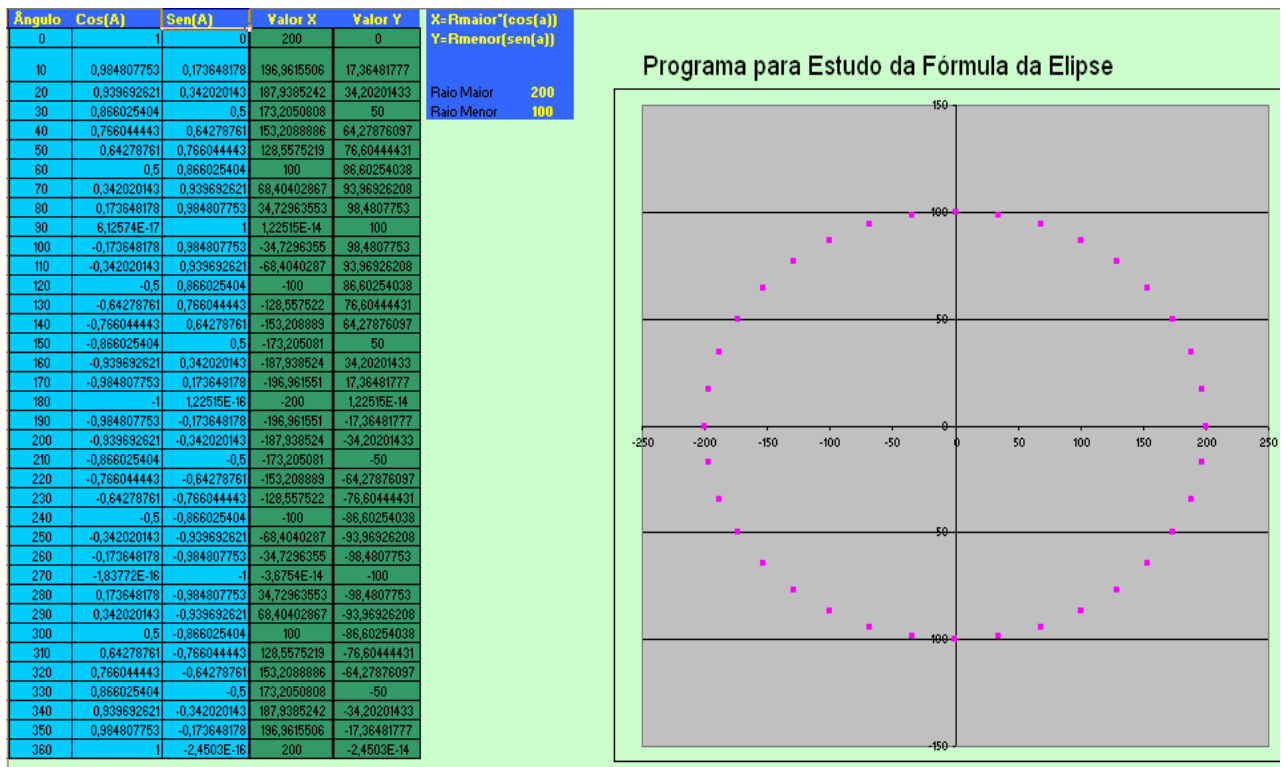 Ângulo Cos(A) Sen(A) Valor X Valor Y X=Rmaior*(cos(a))
0 1 0 200 0 Y=Rmenor(sen(a))
10 0,984807753 0,173648178 196,9615506 17,36481777
20 0,939692621 0,342020143 187,9385242 34,20201433 Raio Maior 200
30 0,866025404 0,5 173,2050808 50 Raio Menor 100
40 0,766044443 0,64278761 153,2088886 64,27876097
50 0,64278761 0,766044443 128,5575219 76,60444431
60 0,5 0,866025404 100 86,60254038
70 0,342020143 0,939692621 68,40402867 93,96926208
80 0,173648178 0,984807753 34,72963553 98,4807753
90 6,12574E-17 1 1,22515E-14 100
100 -0,173648178 0,984807753 -34,7296355 98,4807753
110 -0,342020143 0,939692621 -68,4040287 93,96926208
120 -0,5 0,866025404 -100 86,60254038
130 -0,64278761 0,766044443 -128,557522 76,60444431
140 -0,766044443 0,64278761 -153,208889 64,27876097
150 -0,866025404 0,5 -173,205081 50
160 -0,939692621 0,342020143 -187,938524 34,20201433
170 -0,984807753 0,173648178 -196,961551 17,36481777
180 -1 1,22515E-16 -200 1,22515E-14
190 -0,984807753 -0,173648178 -196,961551 -17,36481777
200 -0,939692621 -0,342020143 -187,938524 -34,20201433
210 -0,866025404 -0,5 -173,205081 -50
220 -0,766044443 -0,64278761 -153,208889 -64,27876097
230 -0,64278761 -0,766044443 -128,557522 -76,60444431
240 -0,5 -0,866025404 -100 -86,60254038
250 -0,342020143 -0,939692621 -68,4040287 -93,96926208
260 -0,173648178 -0,984807753 -34,7296355 -98,4807753
270 -1,83772E-16 -1 -3,6754E-14 -100
280 0,173648178 -0,984807753 34,72963553 -98,4807753
290 0,342020143 -0,939692621 68,40402867 -93,96926208
300 0,5 -0,866025404 100 -86,60254038
310 0,64278761 -0,766044443 128,5575219 -76,60444431
320 0,766044443 -0,64278761 153,2088886 -64,27876097
330 0,866025404 -0,5 173,2050808 -50
340 0,939692621 -0,342020143 187,9385242 -34,20201433
350 0,984807753 -0,173648178 196,9615506 -17,36481777
360 1 -2,4503E-16 200 -2,4503E-14
Programa para Estudo da Fórmula da Elipse
150
100
50
0
-250 -200 -150 -100 -50 0 50 100 150 200 250
-50
-100
-150